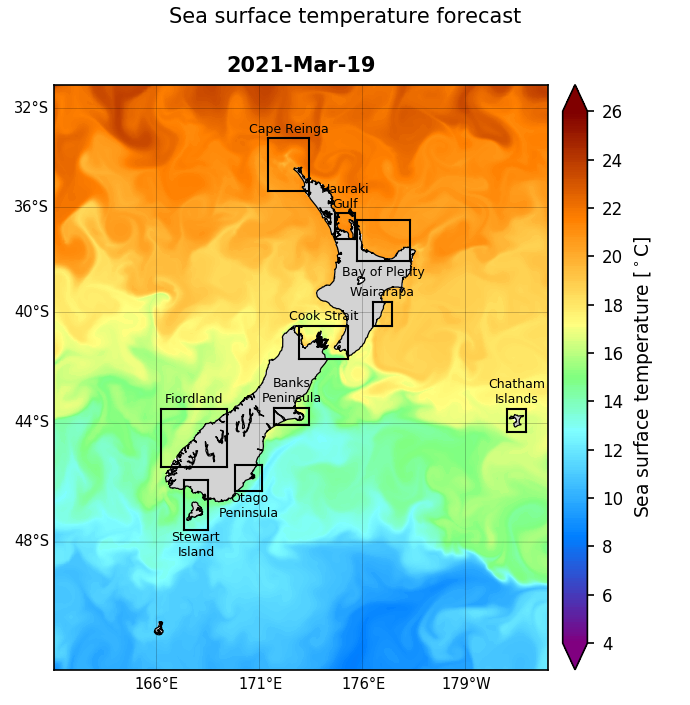 Sea surface temperature forecast
2021-Mar-19
32°S
36°S
40°S
44°S
48°S
Cape Reinga
Hauraki
Gulf
Bay of Plenty
Wairarapa
Cook Strait
Banks
Peninsula
Fiordland
Chatham
Islands
Otago
Peninsula
Stewart
Island
166°E
171°E
176°E
179°W
26
24
22
20
18
16
14
12
10
8
6
4
Sea surface temperature [°C]